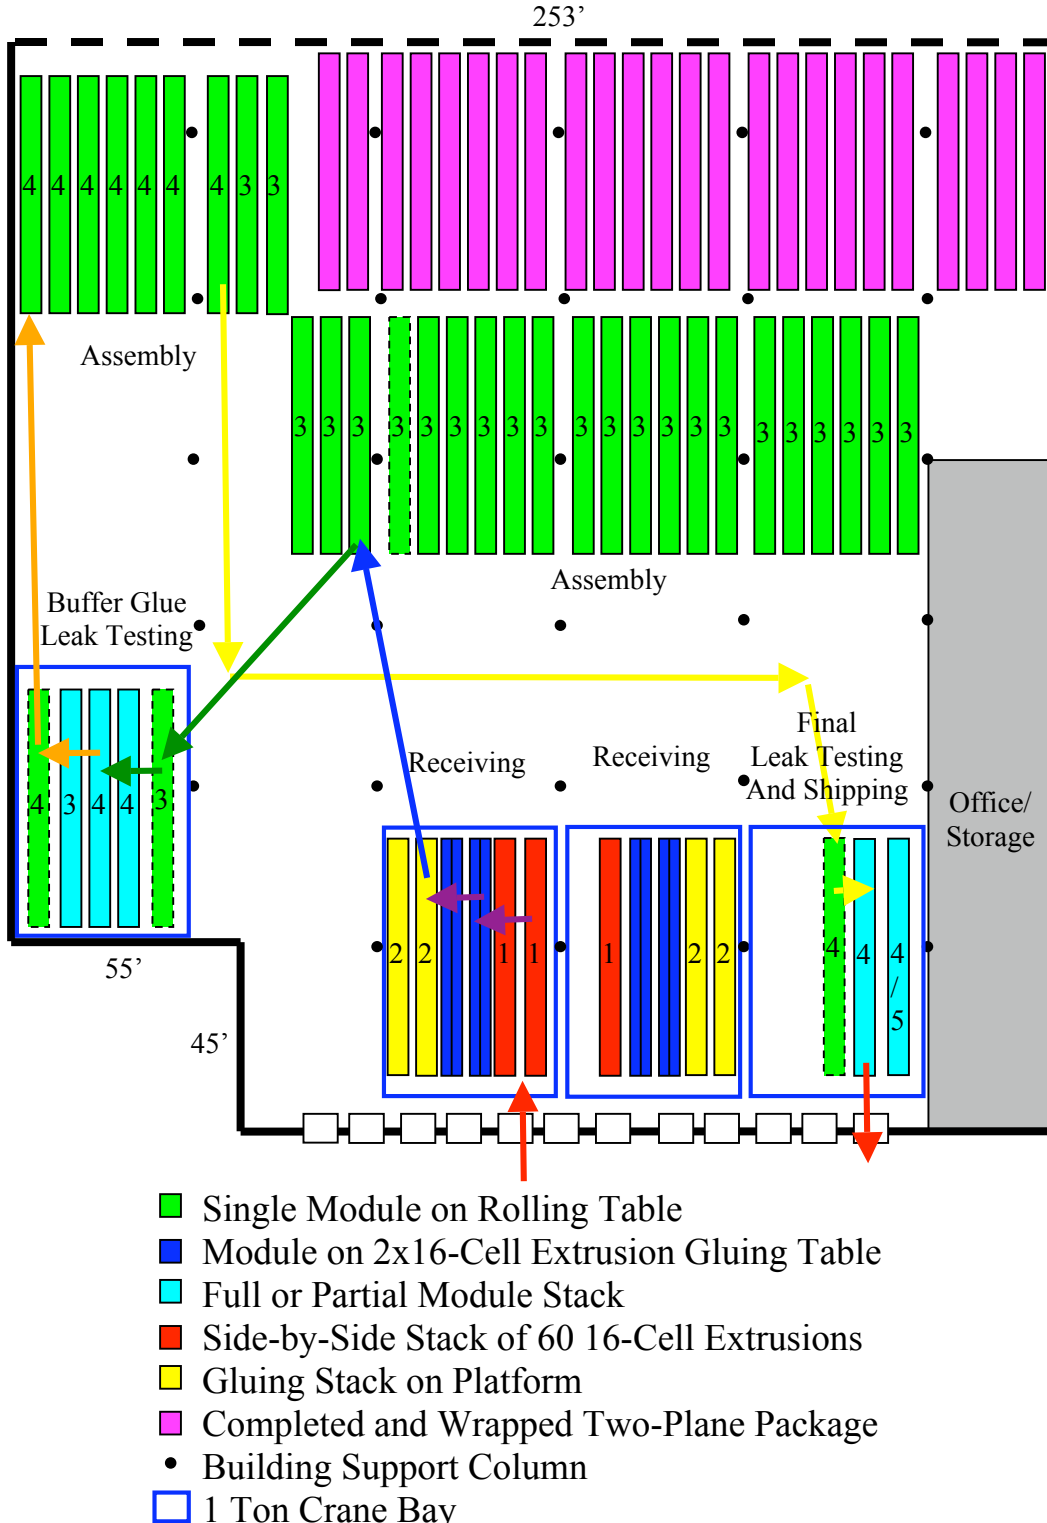 253’
4 4 4 4 4 4 4 3 3
Assembly
3 3 3 3 3 3 3 3 3 3 3 3 3 3 3 3 3 3 3 3 3
Assembly
Buffer Glue
Leak Testing
Final
Leak Testing
And Shipping
Receiving
Receiving
Office/
Storage
4 3 4 4 3
2 2 1 1
1 2 2
4 4 4
/
5
55’
45’
Single Module on Rolling Table
Module on 2x16-Cell Extrusion Gluing Table
Full or Partial Module Stack
Side-by-Side Stack of 60 16-Cell Extrusions
Gluing Stack on Platform
Completed and Wrapped Two-Plane Package
Building Support Column
1 Ton Crane Bay